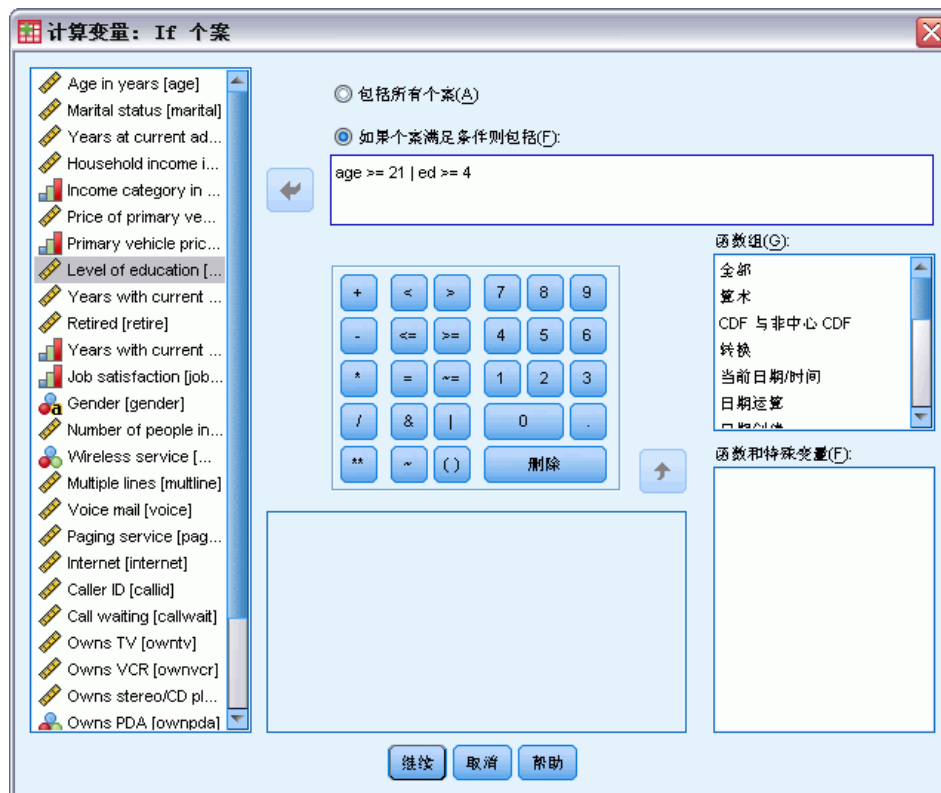 计算变量: If 个案
Age in years [age]
Marital status [marital]
Years at current ad...
Household income i...
Income category in ...
Price of primary ve...
Primary vehicle pric...
Level of education [...
Years with current ...
Retired [retire]
Years with current ...
Job satisfaction [job...
Gender [gender]
Number of people in...
Wireless service [...
Multiple lines [multline]
Voice mail [voice]
Paging service [pag...
Internet [internet]
Caller ID [callid]
Call waiting [callwait]
Owns TV [owntv]
Owns VCR [ownvcr]
Owns stereo/CD pl...
Owns PDA [ownpda]
包括所有个案(A)
如果个案满足条件则包括(F):
age >= 21 | ed >= 4
+ < > 7 8 9
- <= >= 4 5 6
* = ~= 1 2 3
/ & | 0 .
** ~ ( ) 删除
函数组(G):
全部
算术
CDF 与非中心 CDF
转换
当前日期/时间
日期运算
日期创建
函数和特殊变量(F):
继续 取消 帮助